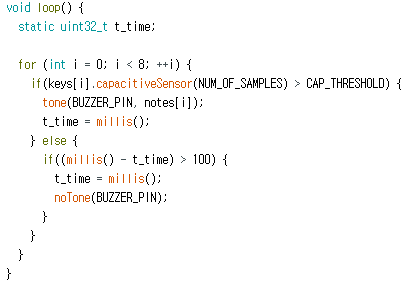 void loop() {
  static uint32_t t_time;

  for (int i = 0; i < 8; ++i) {
    if(keys[i].capacitiveSensor(NUM_OF_SAMPLES) > CAP_THRESHOLD) {
      tone(BUZZER_PIN, notes[i]);
      t_time = millis();
    } else {
      if((millis() - t_time) > 100) {
        t_time = millis();
        noTone(BUZZER_PIN);
      }
    }
  }
}